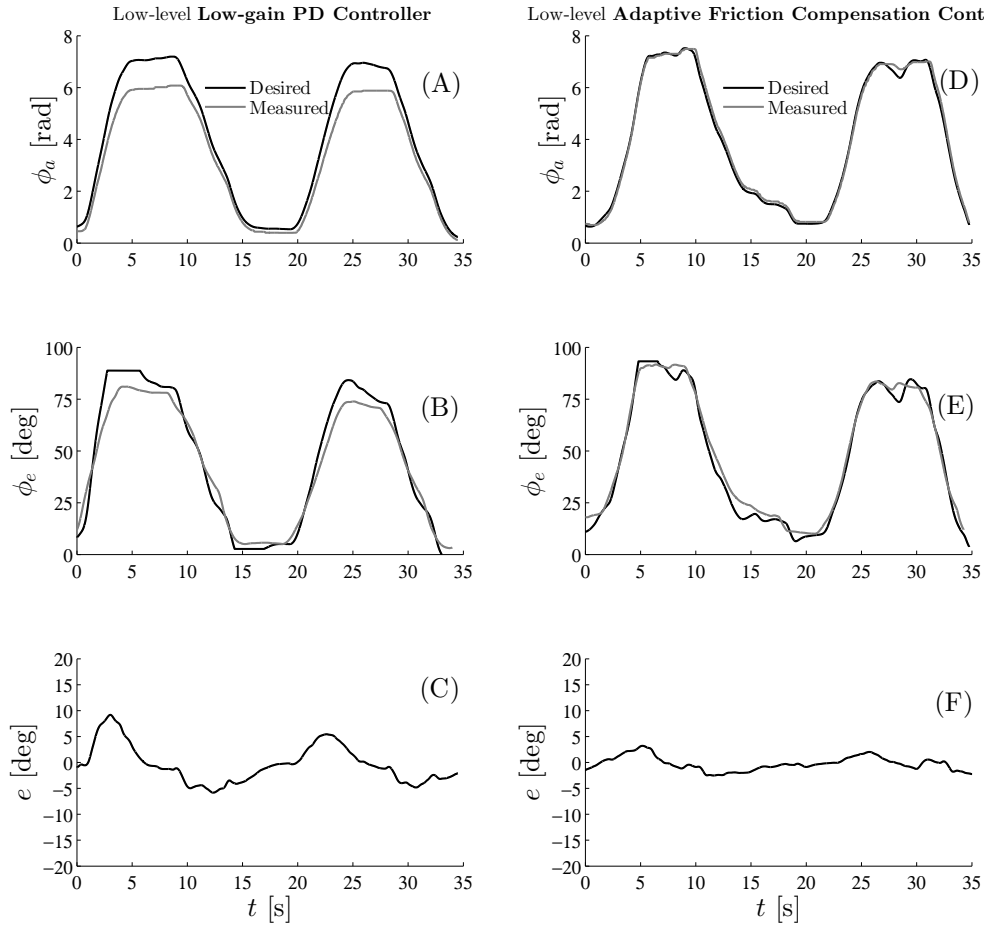 Low-level Low-gain PD Controller
8
6
4
2
0
ϕa [rad]
Desired
Measured
(A)
0 5 10 15 20 25 30 35
100
75
50
25
0
ϕe [deg]
(B)
0 5 10 15 20 25 30 35
20
15
10
5
0
−5
−10
−15
−20
e [deg]
(C)
0 5 10 15 20 25 30 35
t [s]
Low-level Adaptive Friction Compensation Cont
8
6
4
2
0
ϕa [rad]
Desired
Measured
(D)
0 5 10 15 20 25 30 35
100
75
50
25
0
ϕe [deg]
(E)
0 5 10 15 20 25 30 35
20
15
10
5
0
−5
−10
−15
−20
e [deg]
(F)
0 5 10 15 20 25 30 35
t [s]